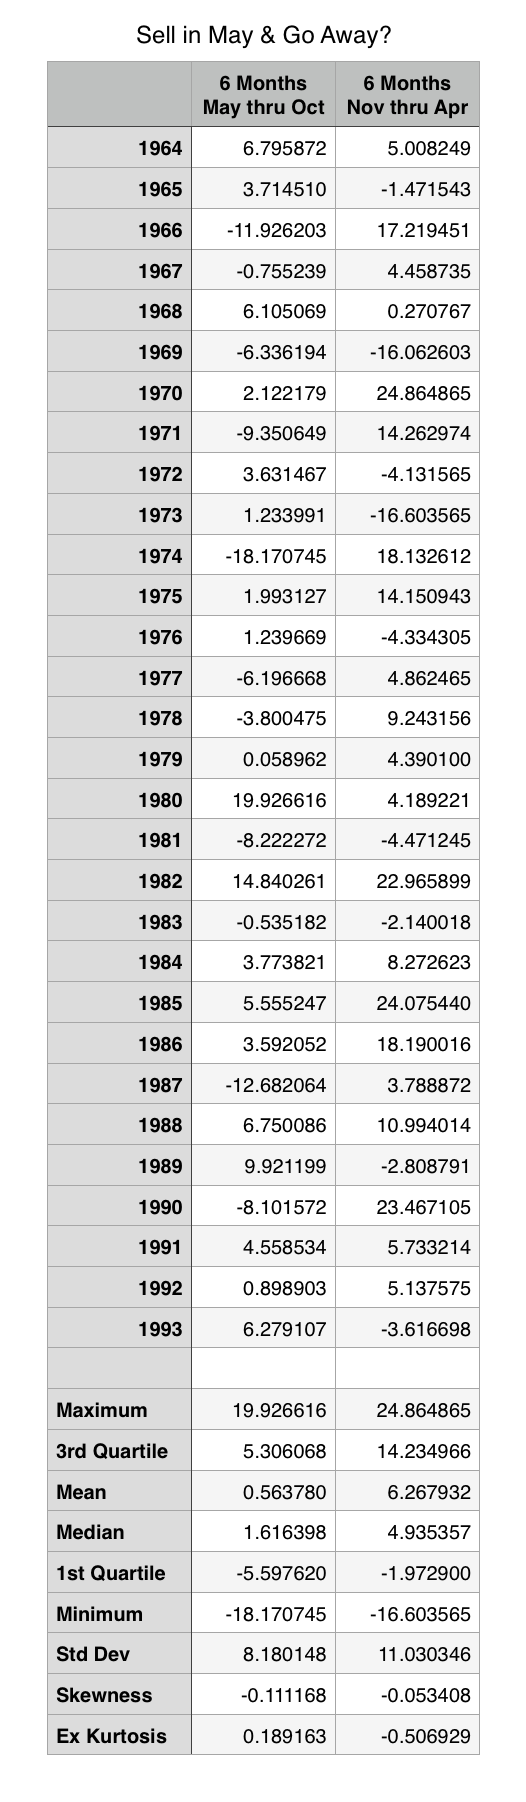 Sell in May & Go Away?
6 Months 6 Months
May thru Oct Nov thru Apr
1964 6.795872 5.008249
1965 3.714510 -1.471543
1966 -11.926203 17.219451
1967 -0.755239 4.458735
1968 6.105069 0.270767
1969 -6.336194 -16.062603
1970 2.122179 24.864865
1971 -9.350649 14.262974
1972 3.631467 -4.131565
1973 1.233991 -16.603565
1974 -18.170745 18.132612
1975 1.993127 14.150943
1976 1.239669 -4.334305
1977 -6.196668 4.862465
1978 -3.800475 9.243156
1979 0.058962 4.390100
1980 19.926616 4.189221
1981 -8.222272 -4.471245
1982 14.840261 22.965899
1983 -0.535182 -2.140018
1984 3.773821 8.272623
1985 5.555247 24.075440
1986 3.592052 18.190016
1987 -12.682064 3.788872
1988 6.750086 10.994014
1989 9.921199 -2.808791
1990 -8.101572 23.467105
1991 4.558534 5.733214
1992 0.898903 5.137575
1993 6.279107 -3.616698
Maximum 19.926616 24.864865
3rd Quartile 5.306068 14.234966
Mean 0.563780 6.267932
Median 1.616398 4.935357
1st Quartile -5.597620 -1.972900
Minimum -18.170745 -16.603565
Std Dev 8.180148 11.030346
Skewness -0.111168 -0.053408
Ex Kurtosis 0.189163 -0.506929